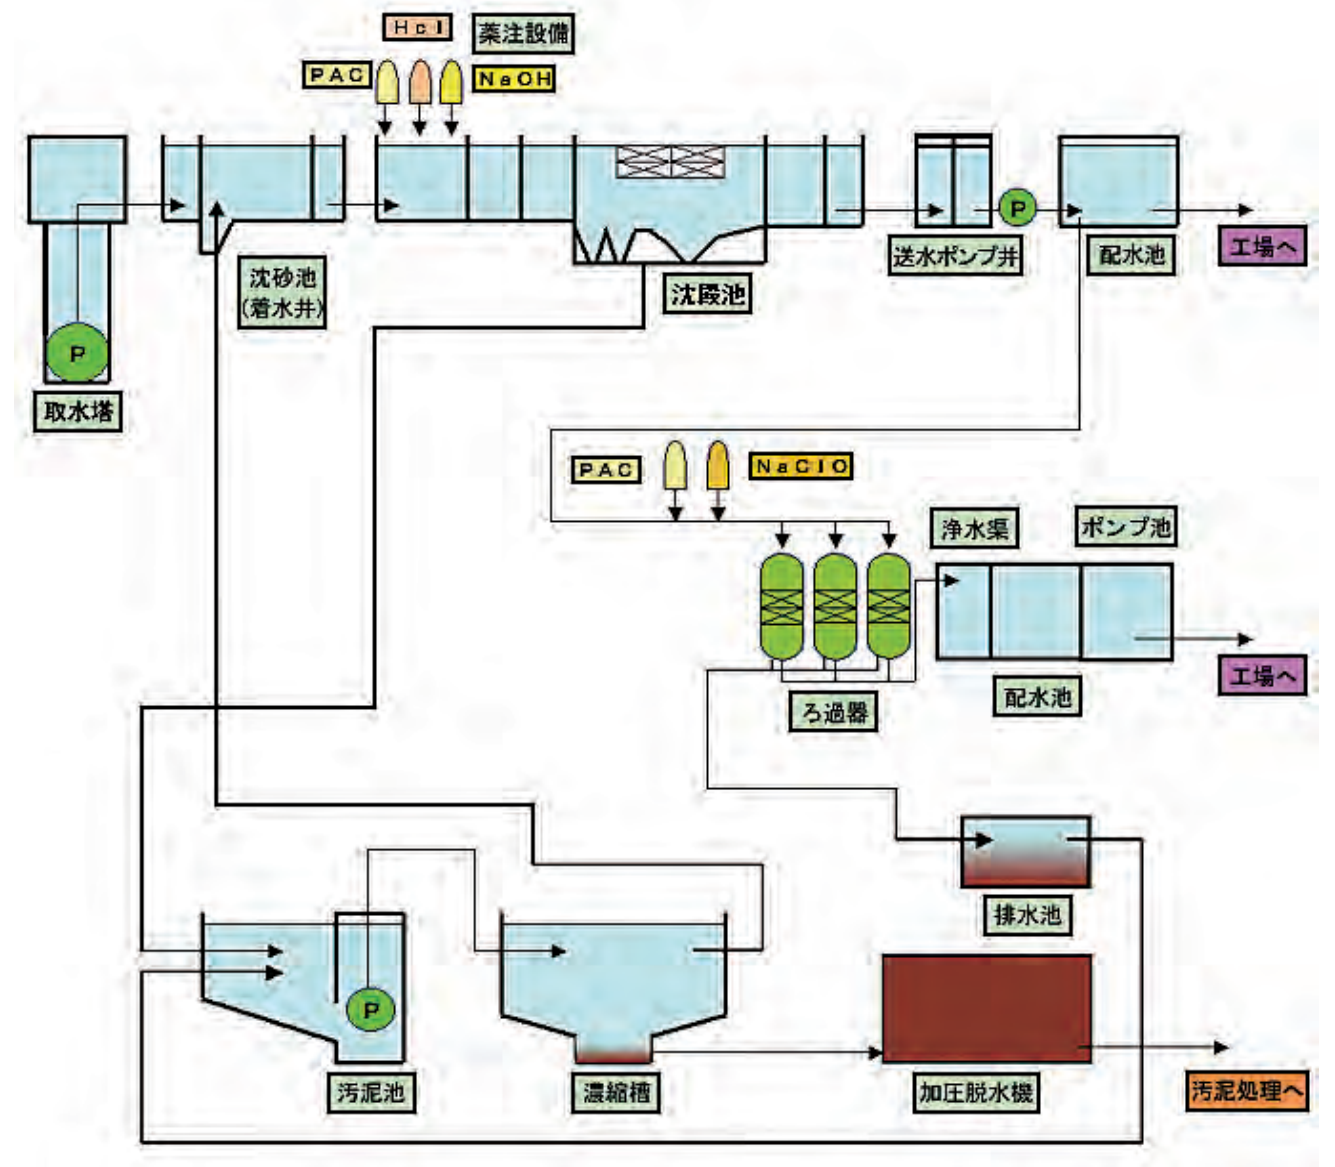 Ｈｃｌ
薬注設備
ＰＡＣ
ＮａＯＨ
沈砂池
(着水井)
送水ポンプ井
配水池
工場へ
沈殿池
P
P
取水塔
ＰＡＣ
ＮａＣｌＯ
浄水渠
ポンプ池
ろ過器
配水池
工場へ
排水池
P
汚泥池
濃縮槽
加圧脱水機
汚泥処理へ